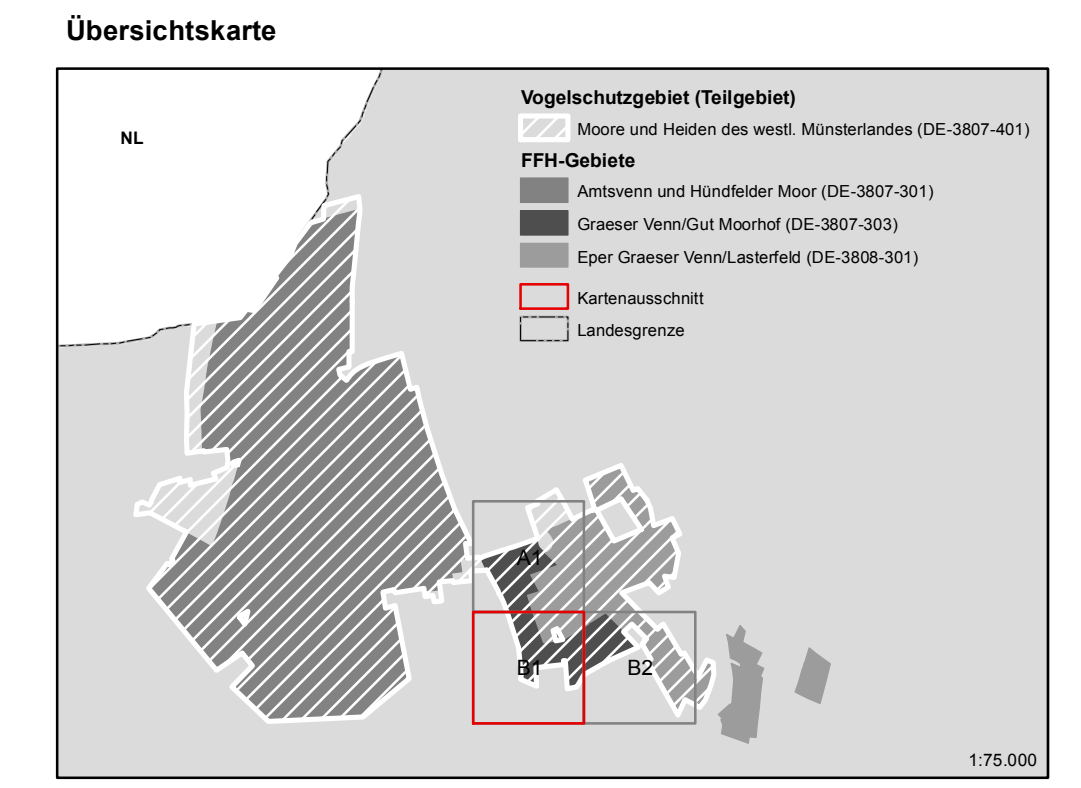 Übersichtskarte
NL
Vogelschutzgebiet (Teilgebiet)
Moore und Heiden des westl. Münsterlandes (DE-3807-401)
FFH-Gebiete
Amtsvenn und Hündfelder Moor (DE-3807-301)
Graeser Venn/Gut Moorhof (DE-3807-303)
Eper Graeser Venn/Lasterfeld (DE-3808-301)
Kartenausschnitt
Landesgrenze
A1
B1
B2
1:75.000